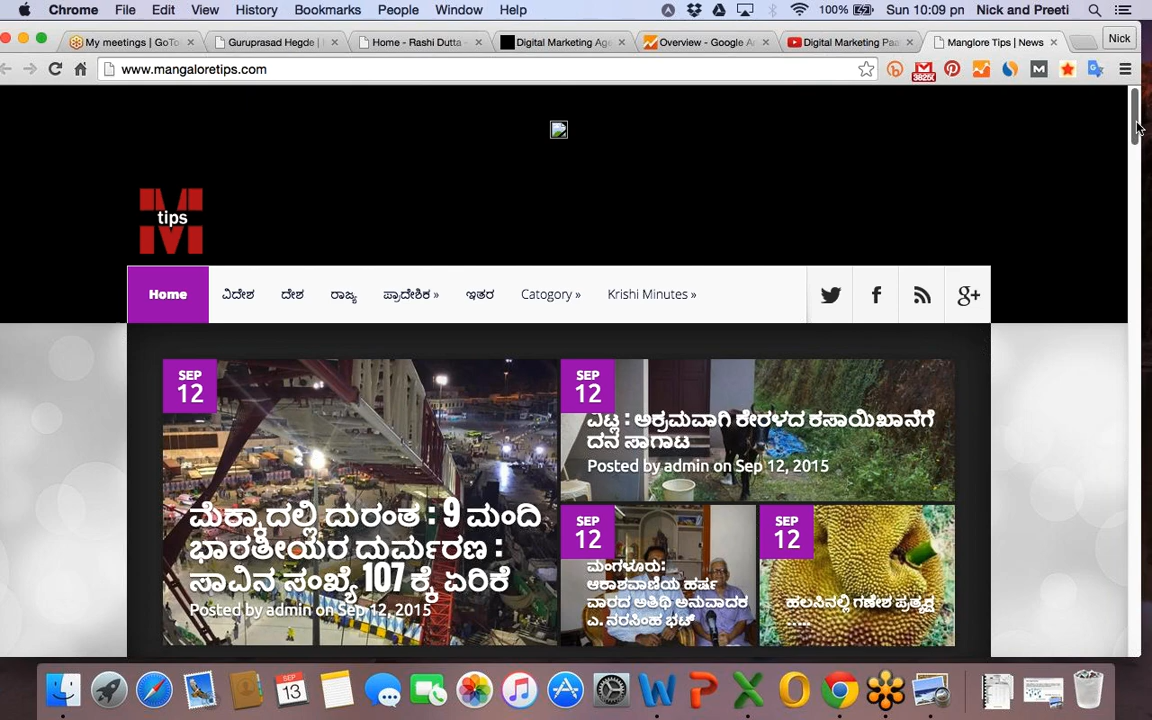 Chrome File Edit View History Bookmarks People Window Help 100% Sun 10:09 pm Nick and Preeti
My meetings | GoTo Guruprasad Hegde | Home - Rashi Dutta Digital Marketing Age Overview - Google A Digital Marketing Paa Manglore Tips | News Nick
www.mangaloretips.com
tips
Home ವಿದೇಶ ದೇಶ ರಾಜ್ಯ ಪ್ರಾದೇಶಿಕ » ಇತರ Catogory » Krishi Minutes »
SEP
12
ಮೆಕ್ಕಾದಲ್ಲಿ ದುರಂತ : 9 ಮಂದಿ
ಭಾರತೀಯರ ದುರ್ಮರಣ :
ಸಾವಿನ ಸಂಖ್ಯೆ 107 ಕ್ಕೆ ಏರಿಕೆ
Posted by admin on Sep 12, 2015
SEP
12
ವಿಟ್ಲ : ಅಕ್ರಮವಾಗಿ ಕೇರಳದ ಕಸಾಯಿಖಾನೆಗೆ
ದನ ಸಾಗಾಟ
Posted by admin on Sep 12, 2015
SEP
12
ಮಂಗಳೂರು:
ಆಕಾಶವಾಣಿಯ ಹರ್ಷ
ವಾರದ ಅತಿಥಿ ಅನುವಾದಕ
ಎ. ನರಸಿಂಹ ಭಟ್
SEP
12
ಹಲಸಿನಲ್ಲಿ ಗಣೇಶ ಪ್ರತ್ಯಕ್ಷ
.....
SEP
13